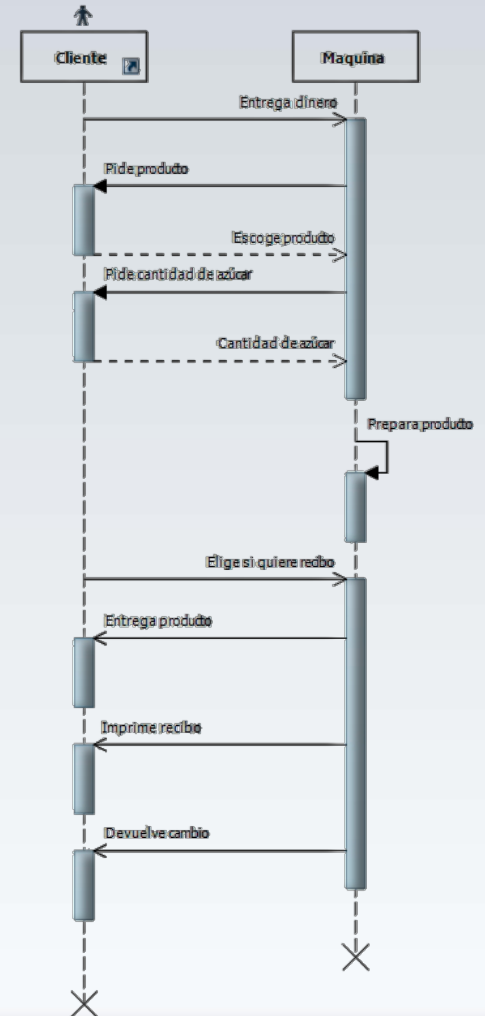 Cliente
Maquina
Entrega dinero
Pide producto
Escoge producto
Pide cantidad de azúcar
Cantidad de azúcar
Prepara producto
Elige si quiere recibo
Entrega producto
Imprime recibo
Devuelve cambio